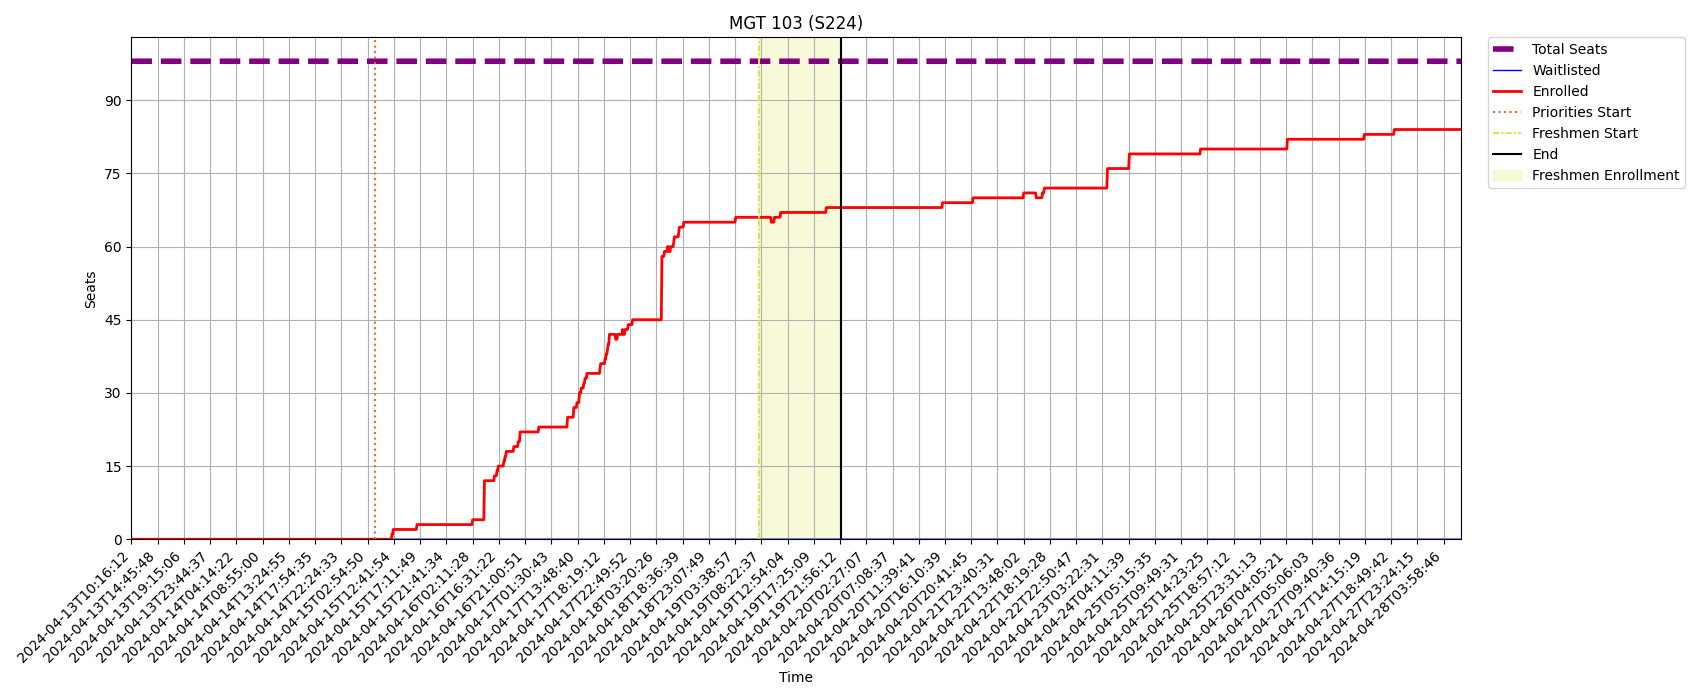 MGT 103 (S224)
Total Seats
Waitlisted
Enrolled
Priorities Start
Freshmen Start
End
Freshmen Enrollment
Seats
90
75
60
45
30
15
0
2024-04-13T10:16:12
2024-04-13T14:45:48
2024-04-13T19:15:06
2024-04-13T23:44:37
2024-04-14T04:14:22
2024-04-14T08:55:00
2024-04-14T13:24:55
2024-04-14T17:54:35
2024-04-14T22:24:33
2024-04-15T02:54:50
2024-04-15T12:41:54
2024-04-15T17:11:49
2024-04-15T21:41:34
2024-04-16T02:11:28
2024-04-16T16:31:22
2024-04-16T21:00:51
2024-04-17T01:30:43
2024-04-17T13:48:40
2024-04-17T18:19:12
2024-04-17T22:49:52
2024-04-18T03:20:26
2024-04-18T18:36:39
2024-04-18T23:07:49
2024-04-19T03:38:57
2024-04-19T08:22:37
2024-04-19T12:54:04
2024-04-19T17:25:09
2024-04-19T21:56:12
2024-04-20T02:27:07
2024-04-20T07:08:37
2024-04-20T11:39:41
2024-04-20T16:10:39
2024-04-20T20:41:45
2024-04-21T23:40:31
2024-04-22T13:48:02
2024-04-22T18:19:28
2024-04-22T22:50:47
2024-04-23T03:22:31
2024-04-24T04:11:39
2024-04-25T05:15:35
2024-04-25T09:49:31
2024-04-25T14:23:25
2024-04-25T18:57:12
2024-04-25T23:31:13
2024-04-26T04:05:21
2024-04-27T05:06:03
2024-04-27T09:40:36
2024-04-27T14:15:19
2024-04-27T18:49:42
2024-04-27T23:24:15
2024-04-28T03:58:46
Time